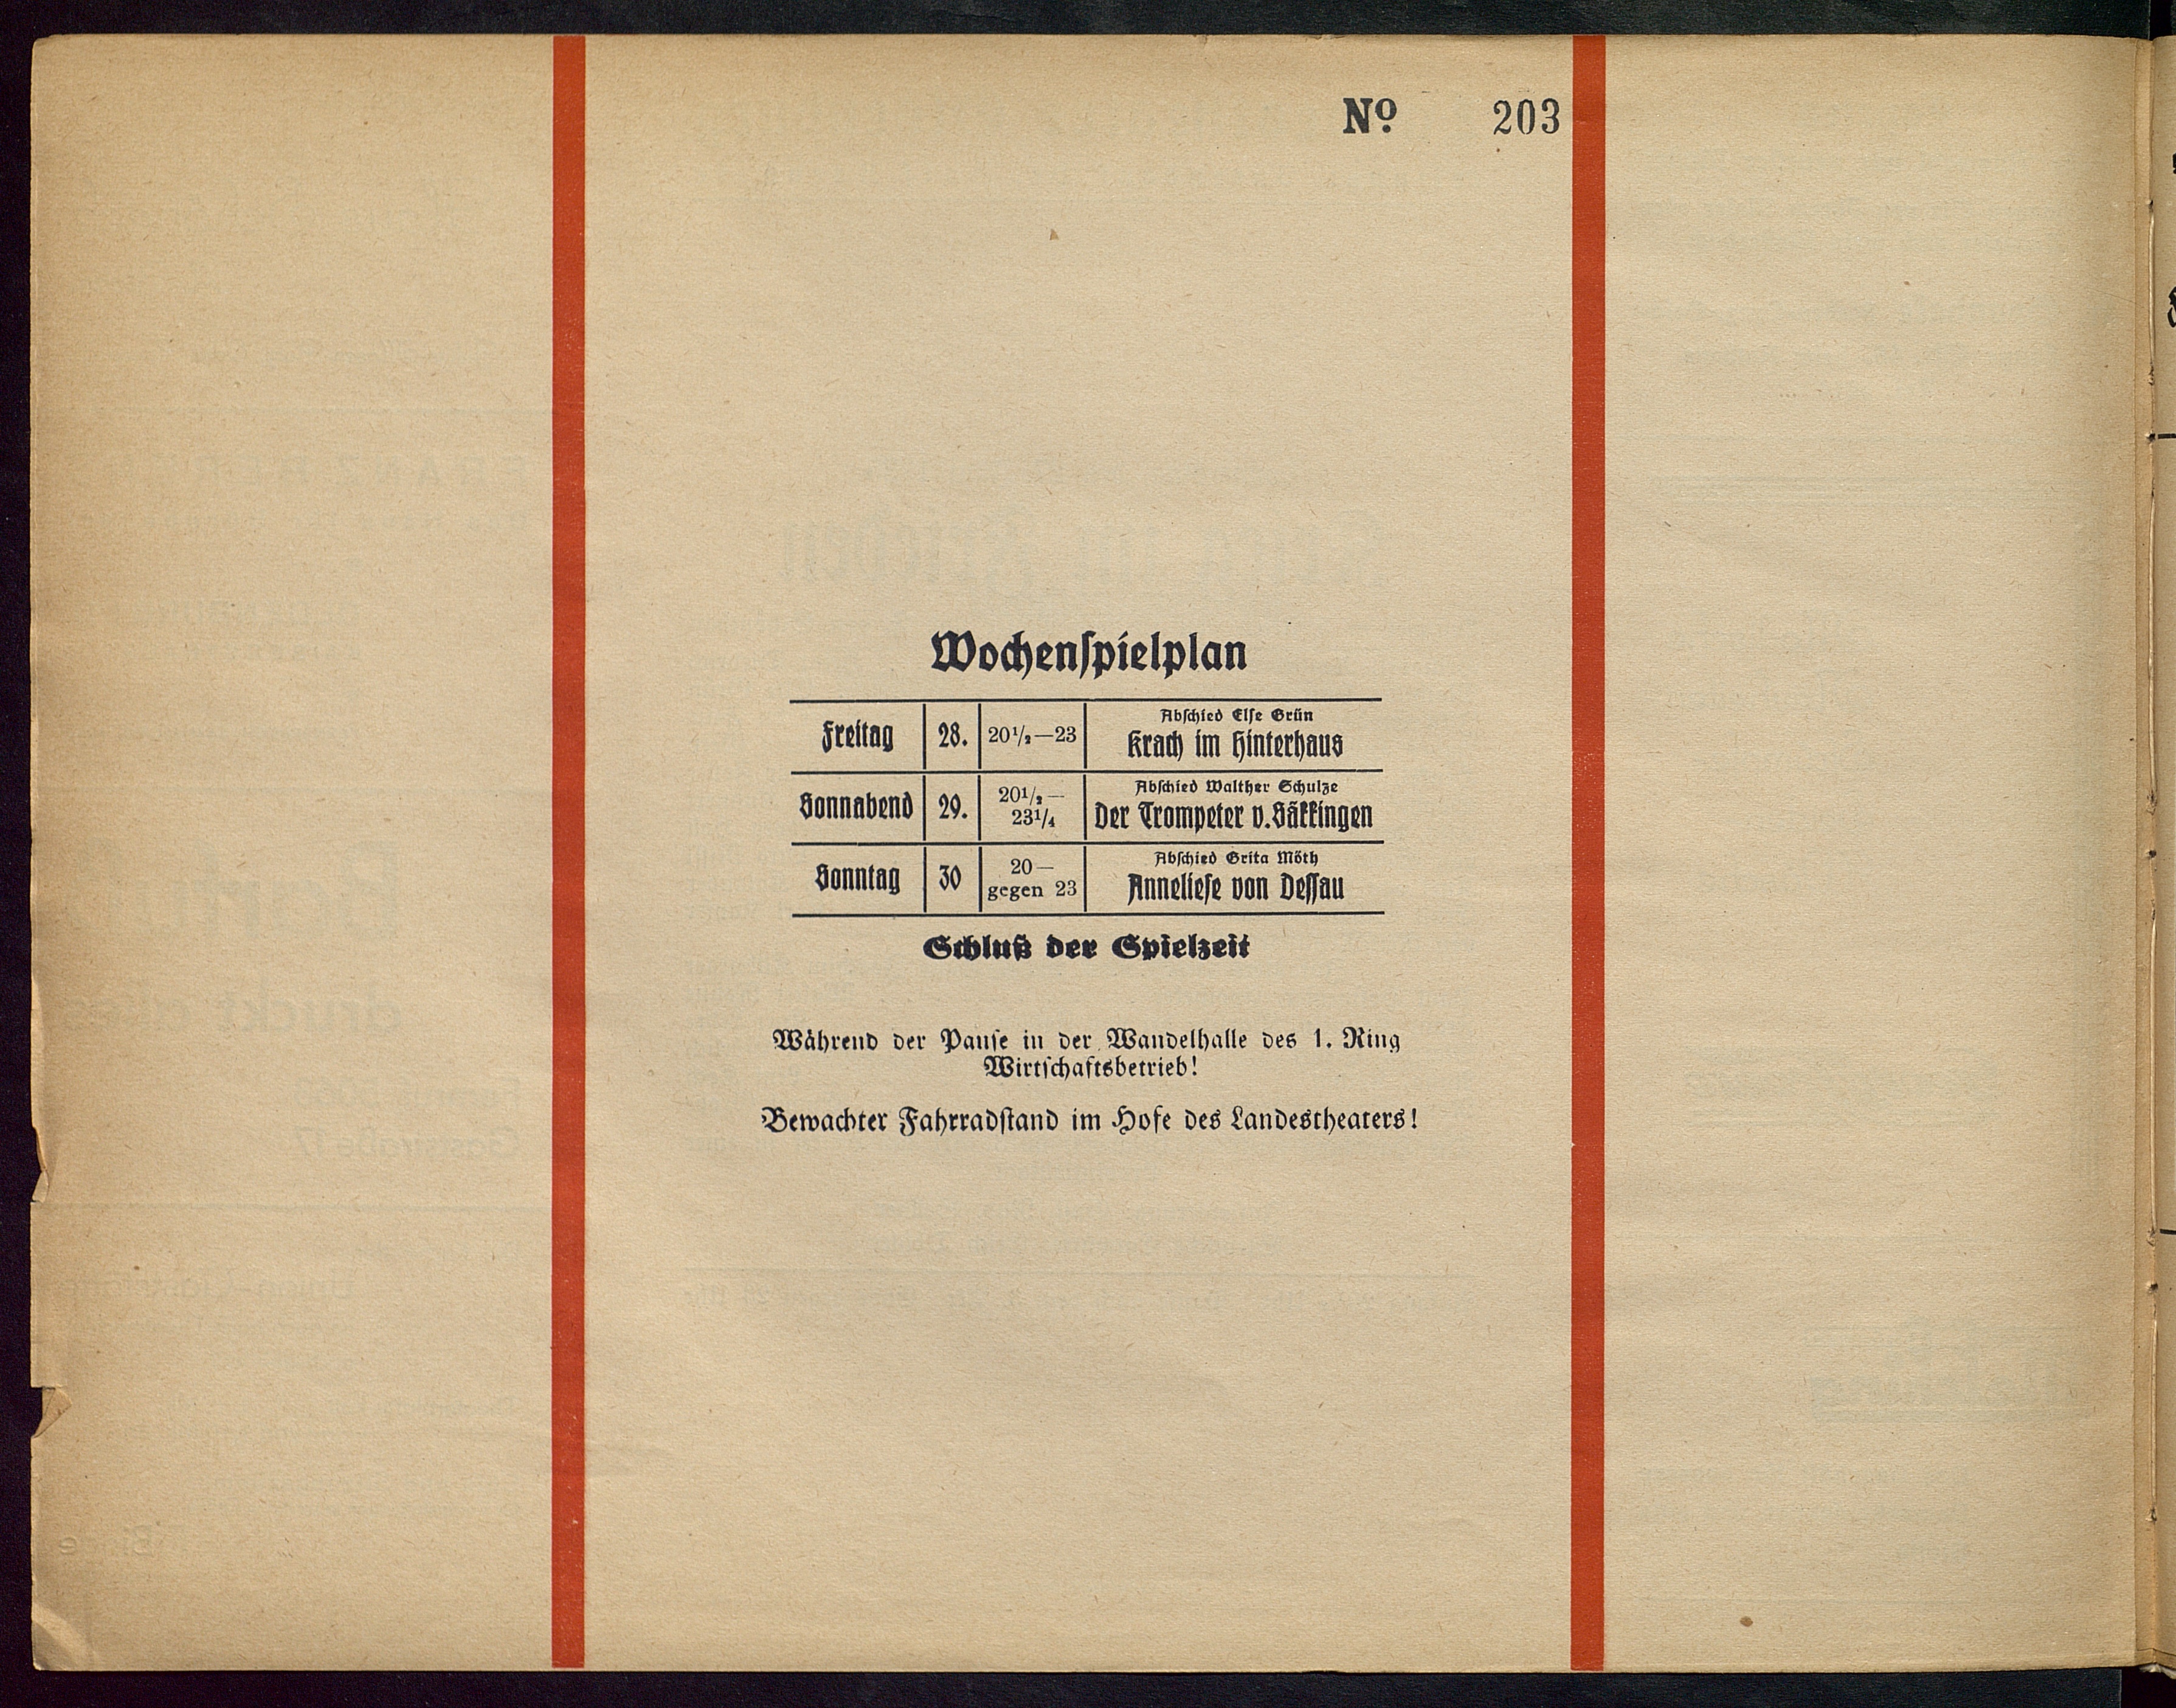 Nº 203
Wochenspielplan
Abschied Else Grün
Freitag 28. 20½—23 Krach im Hinterhaus
Abschied Walther Schulze
Sonnabend 29. 20½—23¼ Der Trompeter v. Säkkingen
Abschied Grita Möth
Sonntag 30 20—gegen 23 Anneliese von Dessau
Schluß der Spielzeit
Während der Pause in der Wandelhalle des 1. Ring
Wirtschaftsbetrieb!
Bewachter Fahrradstand im Hofe des Landestheaters!